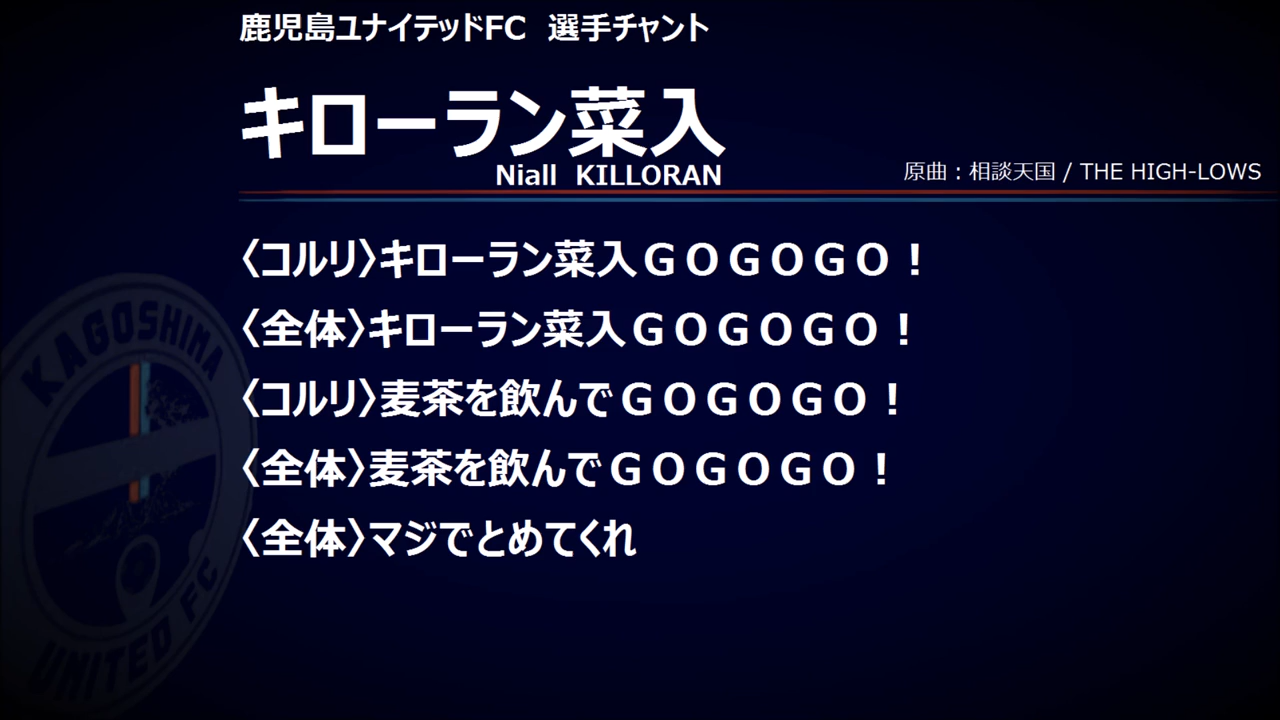 鹿児島ユナイテッドFC　選手チャント
キローラン菜入
Niall KILLORAN
原曲：相談天国 / THE HIGH-LOWS
〈コルリ〉キローラン菜入ＧＯＧＯＧＯ！
〈全体〉キローラン菜入ＧＯＧＯＧＯ！
〈コルリ〉麦茶を飲んでＧＯＧＯＧＯ！
〈全体〉麦茶を飲んでＧＯＧＯＧＯ！
〈全体〉マジでとめてくれ
KAGOSHIMA
UNITED FC